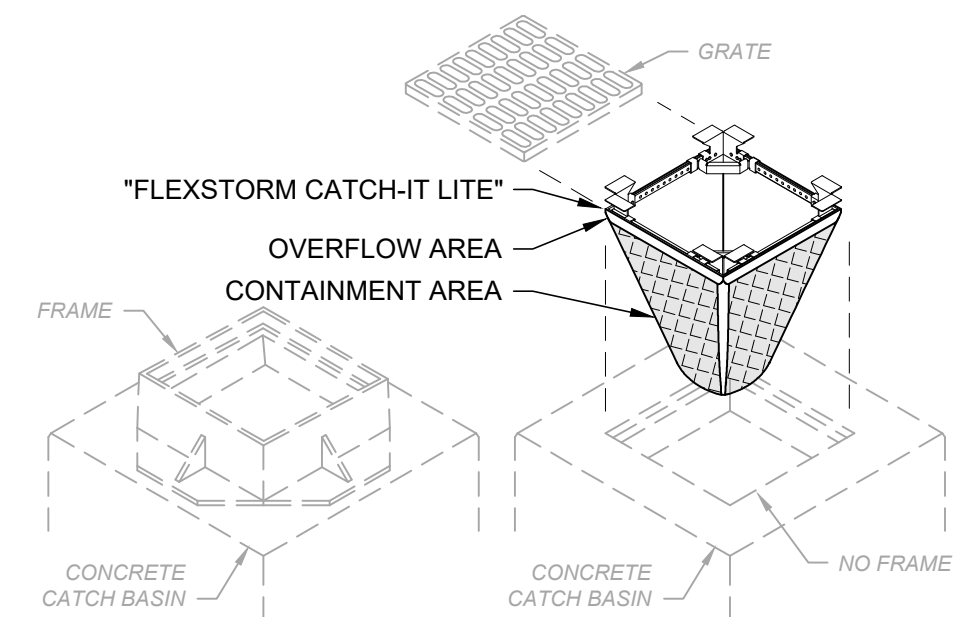 GRATE
"FLEXSTORM CATCH-IT LITE"
OVERFLOW AREA
CONTAINMENT AREA
FRAME
CONCRETE
CATCH BASIN
CONCRETE
CATCH BASIN
NO FRAME